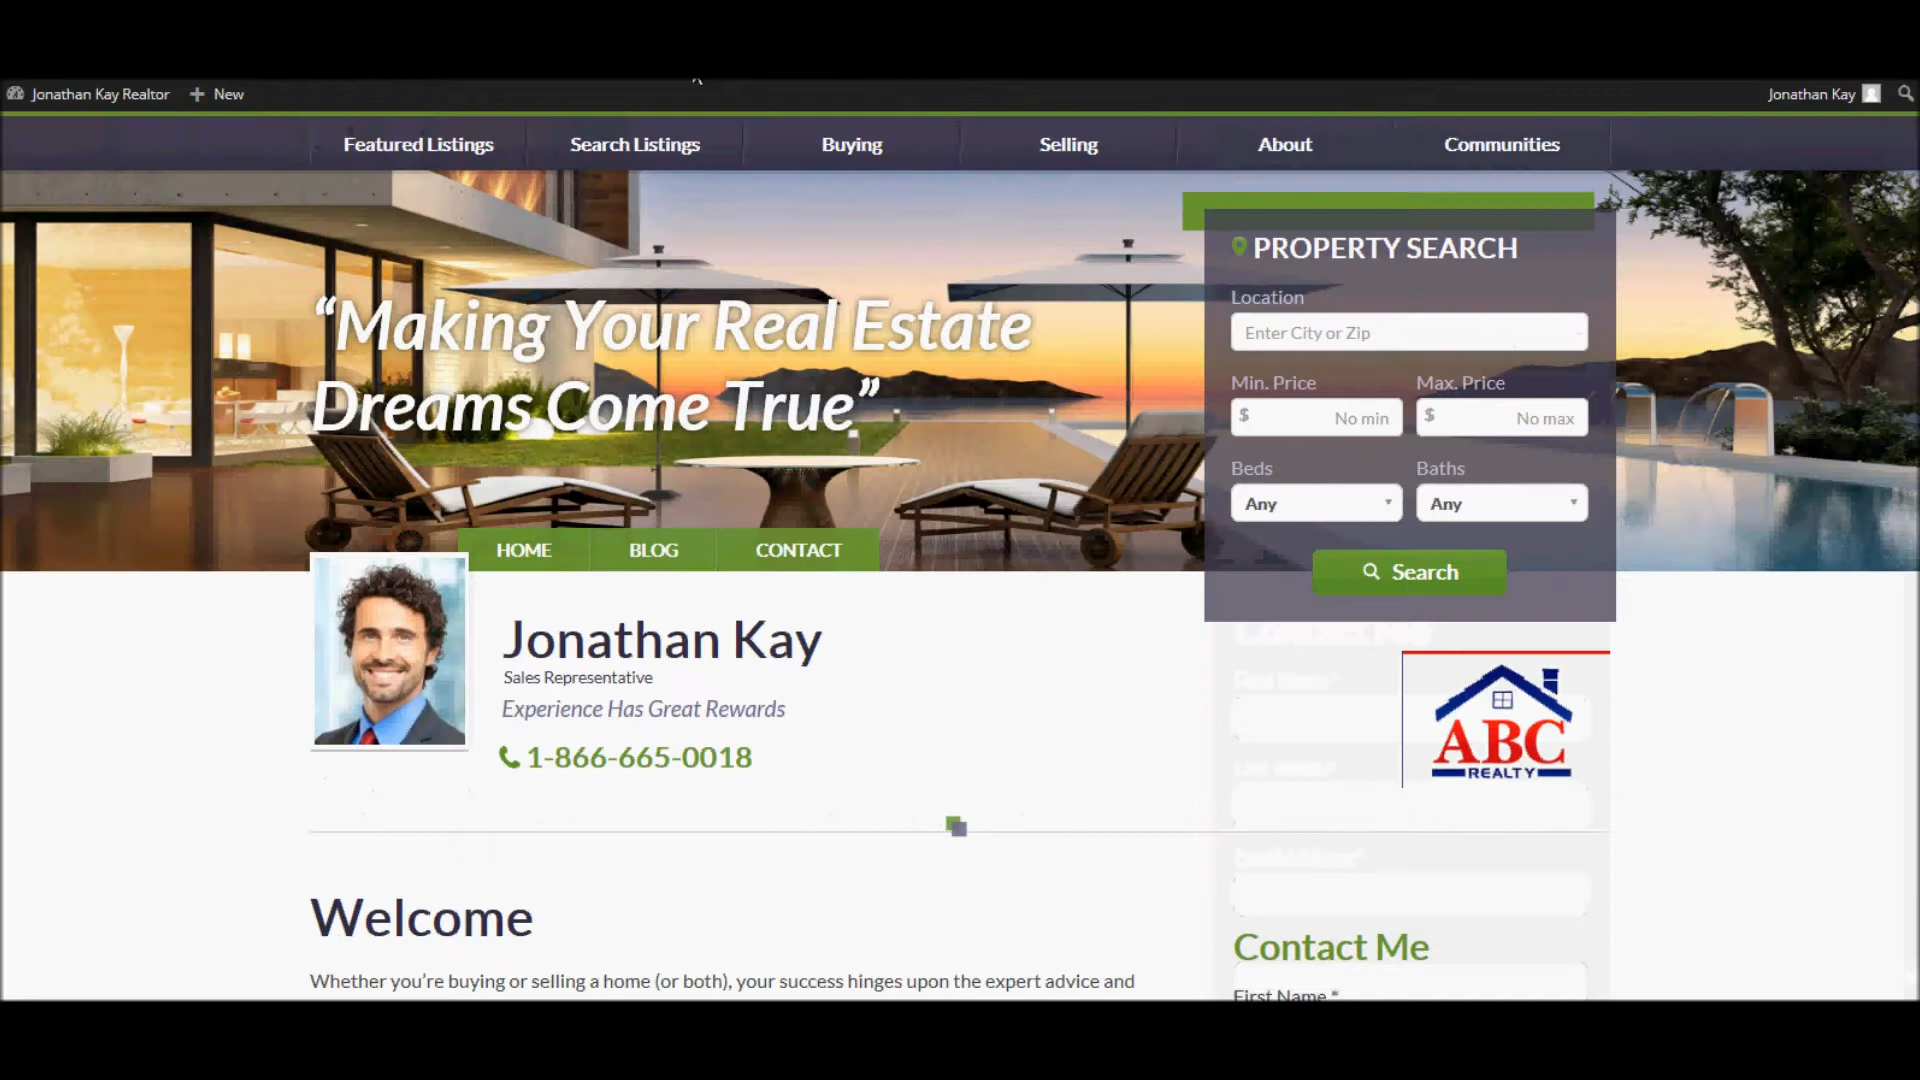 Jonathan Kay Realtor
New
Jonathan Kay
Featured Listings
Search Listings
Buying
Selling
About
Communities
“Making Your Real Estate
Dreams Come True”
PROPERTY SEARCH
Location
Enter City or Zip
Min. Price
Max. Price
$ No min
$ No max
Beds
Baths
Any
Any
Search
HOME
BLOG
CONTACT
Jonathan Kay
Sales Representative
Experience Has Great Rewards
1-866-665-0018
ABC
REALTY
Welcome
Whether you’re buying or selling a home (or both), your success hinges upon the expert advice and
Contact Me
First Name *